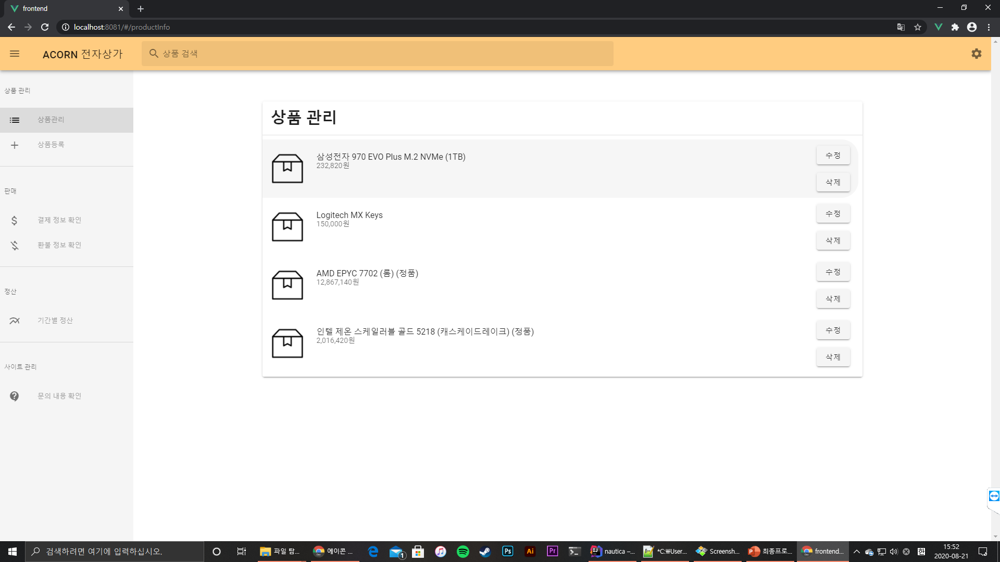 frontend
localhost:8081/#/productInfo
ACORN 전자상가
상품 검색
상품 관리
상품관리
상품등록
판매
결제 정보 확인
환불 정보 확인
정산
기간별 정산
사이트 관리
문의 내용 확인
상품 관리
삼성전자 970 EVO Plus M.2 NVMe (1TB)
232,820원
수정
삭제
Logitech MX Keys
150,000원
수정
삭제
AMD EPYC 7702 (롬) (정품)
12,867,140원
수정
삭제
인텔 제온 스케일러블 골드 5218 (캐스케이드레이크) (정품)
2,016,420원
수정
삭제
검색하려면 여기에 입력하십시오.
파일 탐...
에이콘 ...
1
Ps
Ai
Pr
nautica –...
*C:₩User...
Screensh...
최종프로...
frontend...
한
15:52
2020-08-21